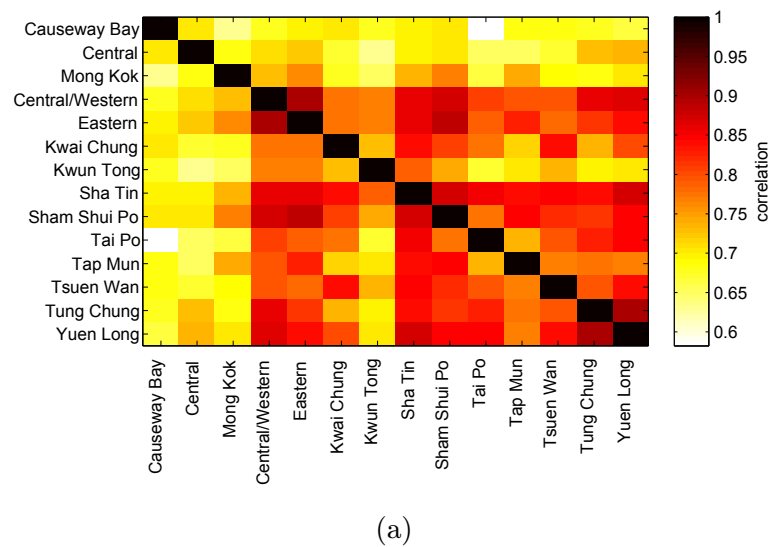 Causeway Bay
Central
Mong Kok
Central/Western
Eastern
Kwai Chung
Kwun Tong
Sha Tin
Sham Shui Po
Tai Po
Tap Mun
Tsuen Wan
Tung Chung
Yuen Long
Causeway Bay
Central
Mong Kok
Central/Western
Eastern
Kwai Chung
Kwun Tong
Sha Tin
Sham Shui Po
Tai Po
Tap Mun
Tsuen Wan
Tung Chung
Yuen Long
1
0.95
0.9
0.85
0.8
0.75
0.7
0.65
0.6
correlation
(a)